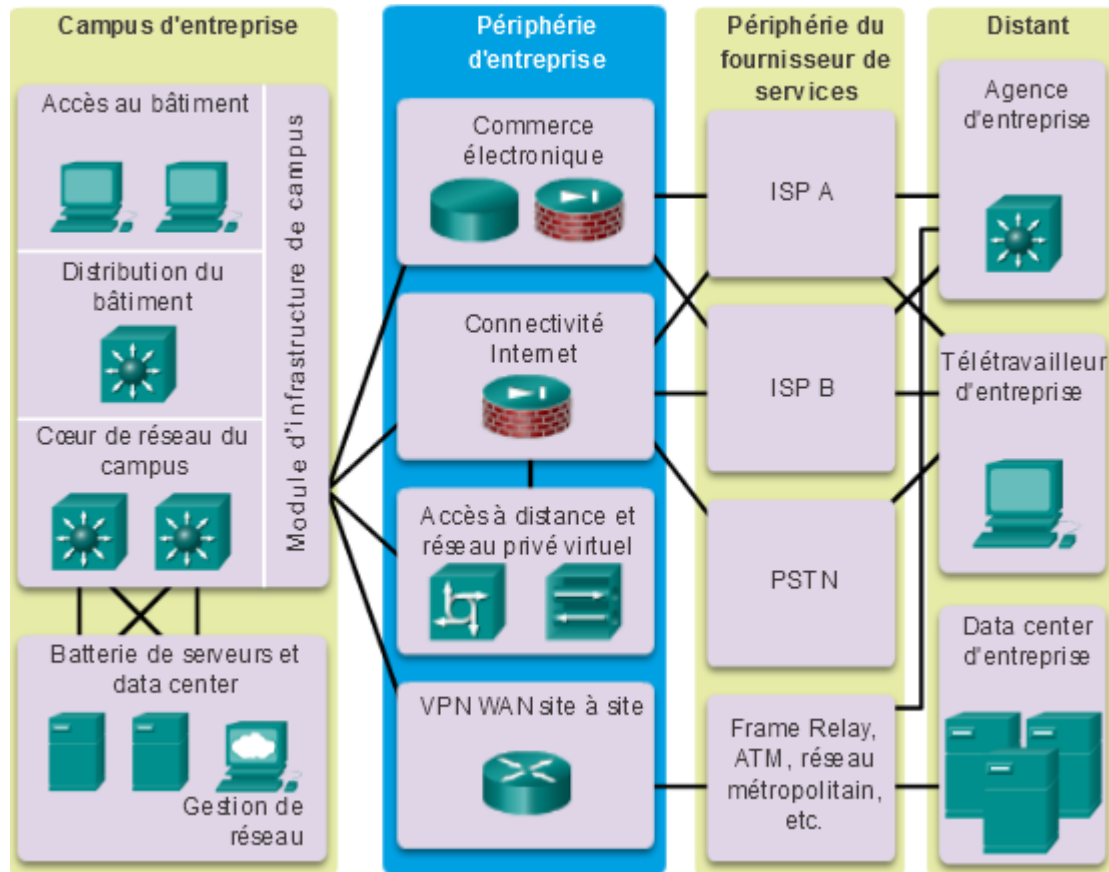 Campus d'entreprise
Accès au bâtiment
Distribution du
bâtiment
Cœur de réseau du
campus
Module d'infrastructure de campus
Batterie de serveurs et
data center
Gestion de
réseau
Périphérie
d'entreprise
Commerce
électronique
Connectivité
Internet
Accès à distance et
réseau privé virtuel
VPN WAN site à site
Périphérie du
fournisseur de
services
ISP A
ISP B
PSTN
Frame Relay,
ATM, réseau
métropolitain,
etc.
Distant
Agence
d'entreprise
Télétravailleur
d'entreprise
Data center
d'entreprise